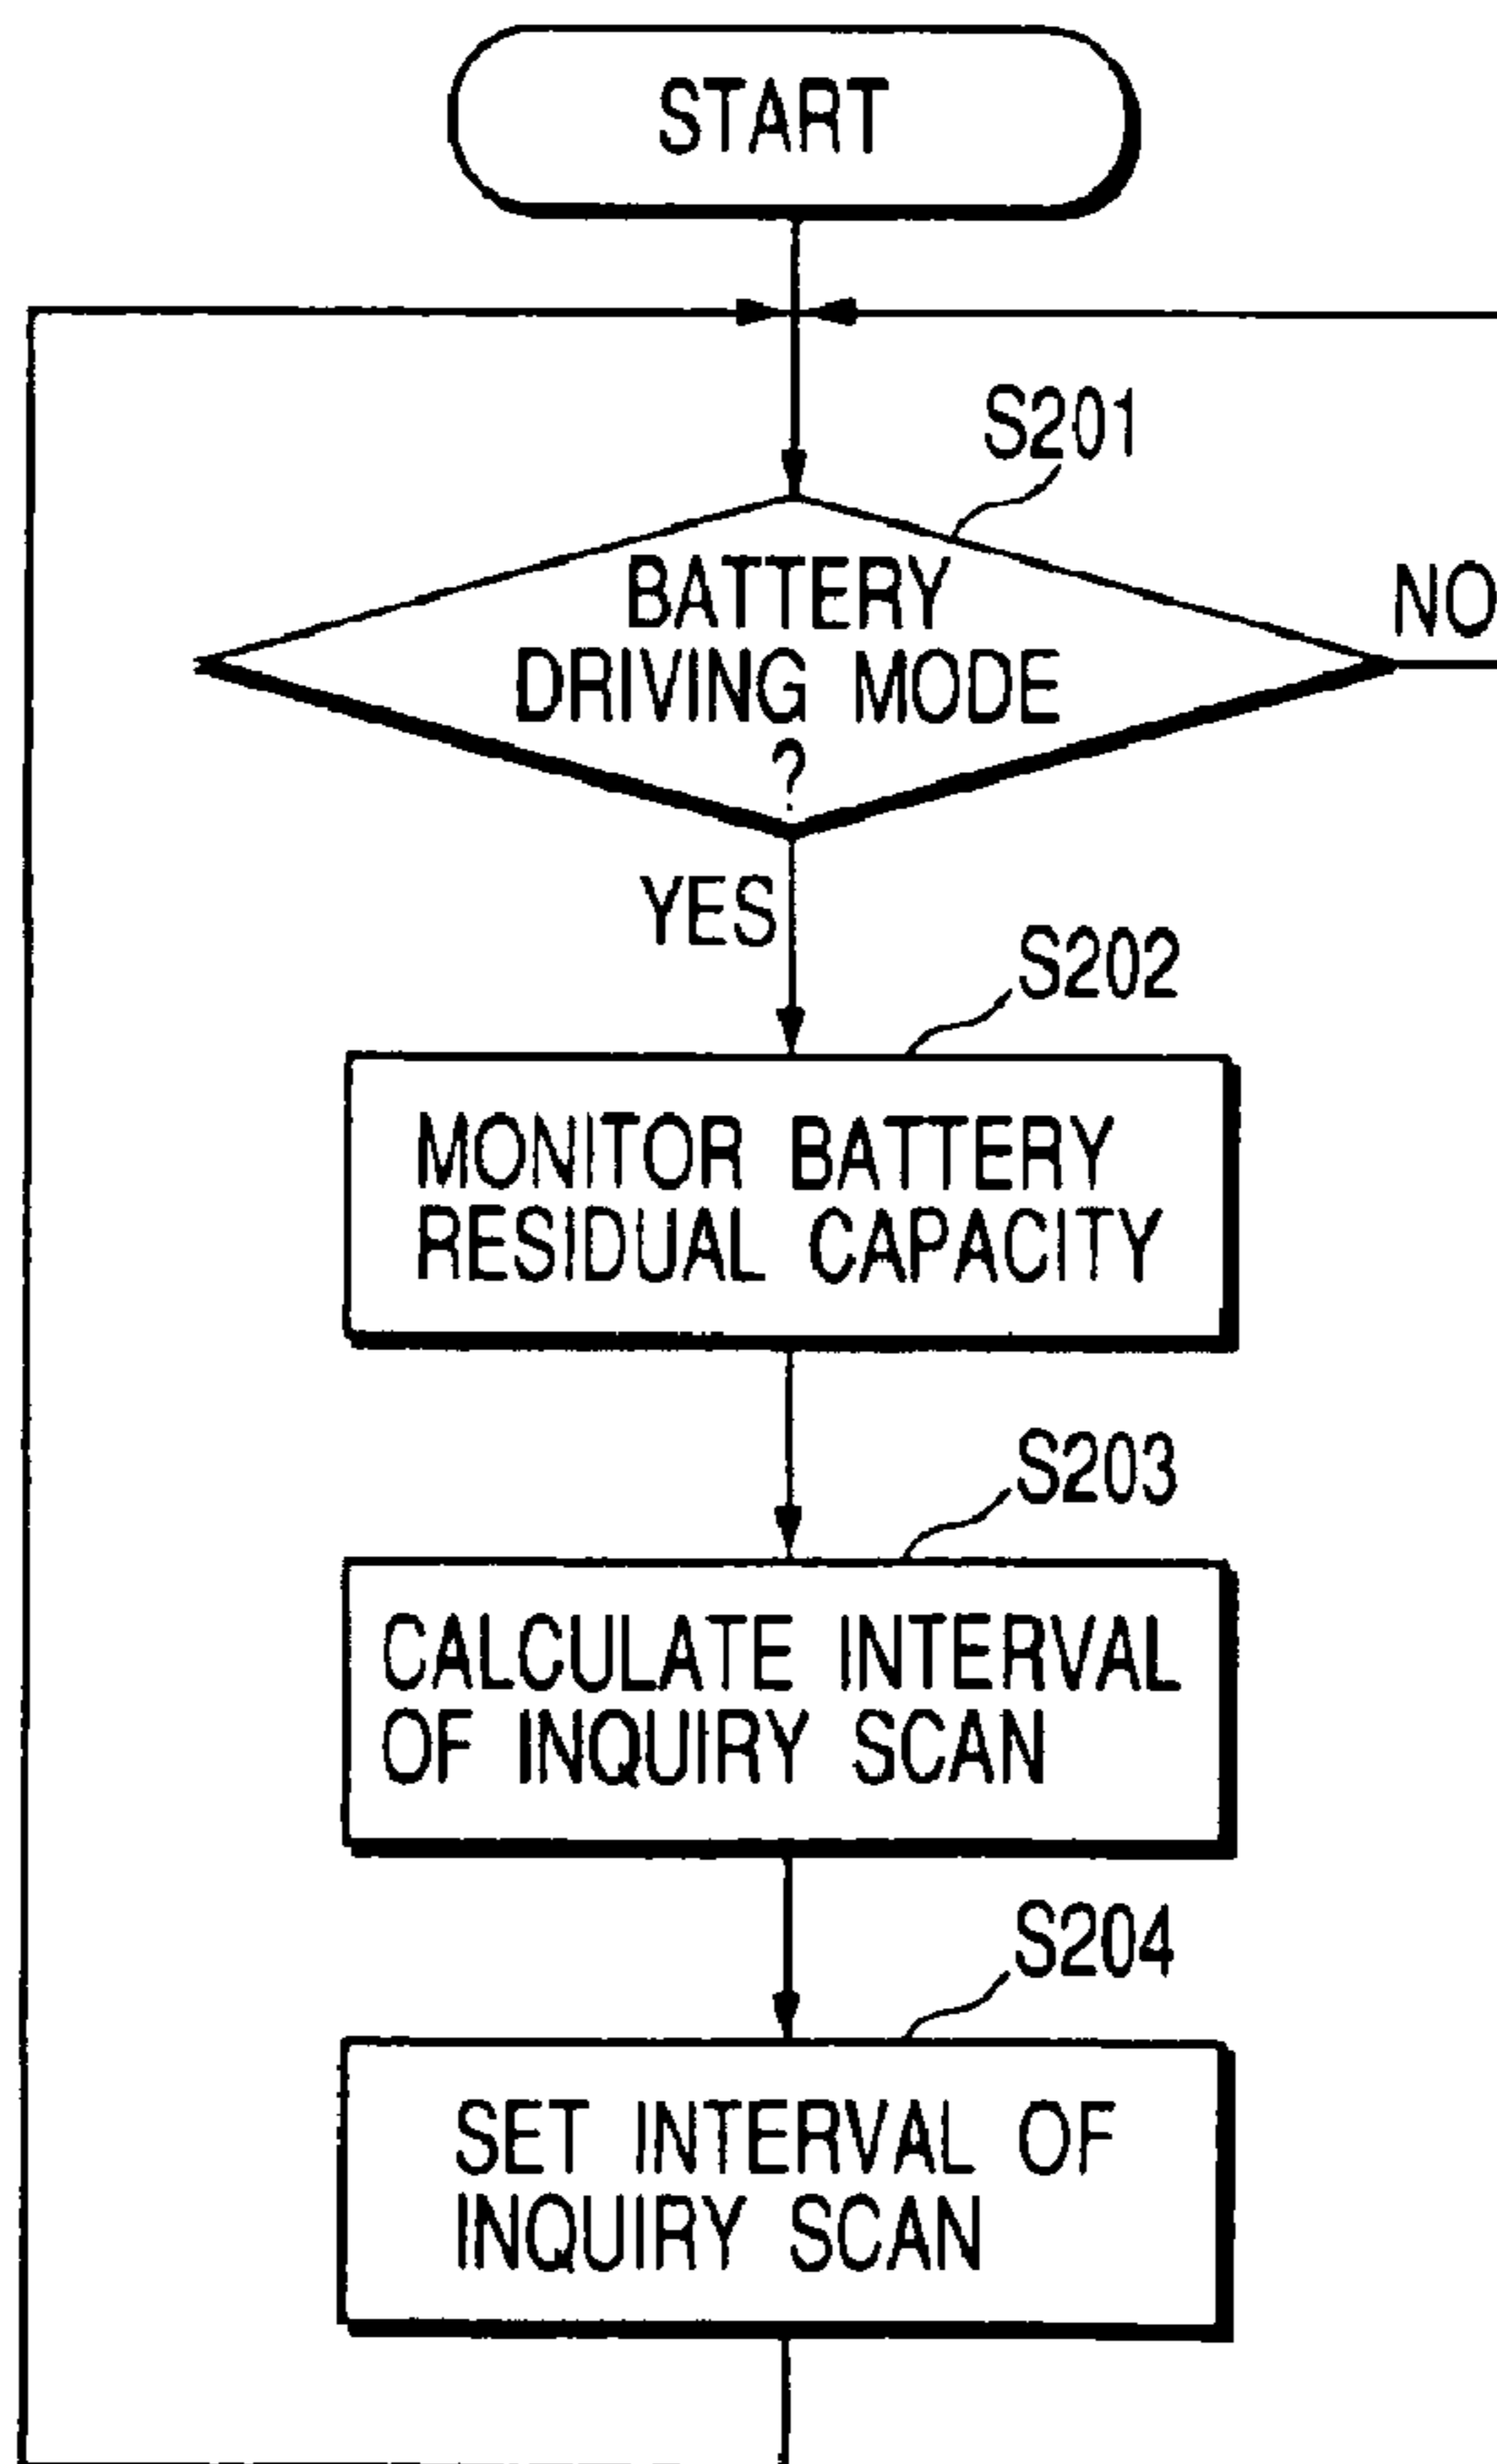 START
S201
BATTERY
DRIVING MODE
?
NO
YES
S202
MONITOR BATTERY
RESIDUAL CAPACITY
S203
CALCULATE INTERVAL
OF INQUIRY SCAN
S204
SET INTERVAL OF
INQUIRY SCAN